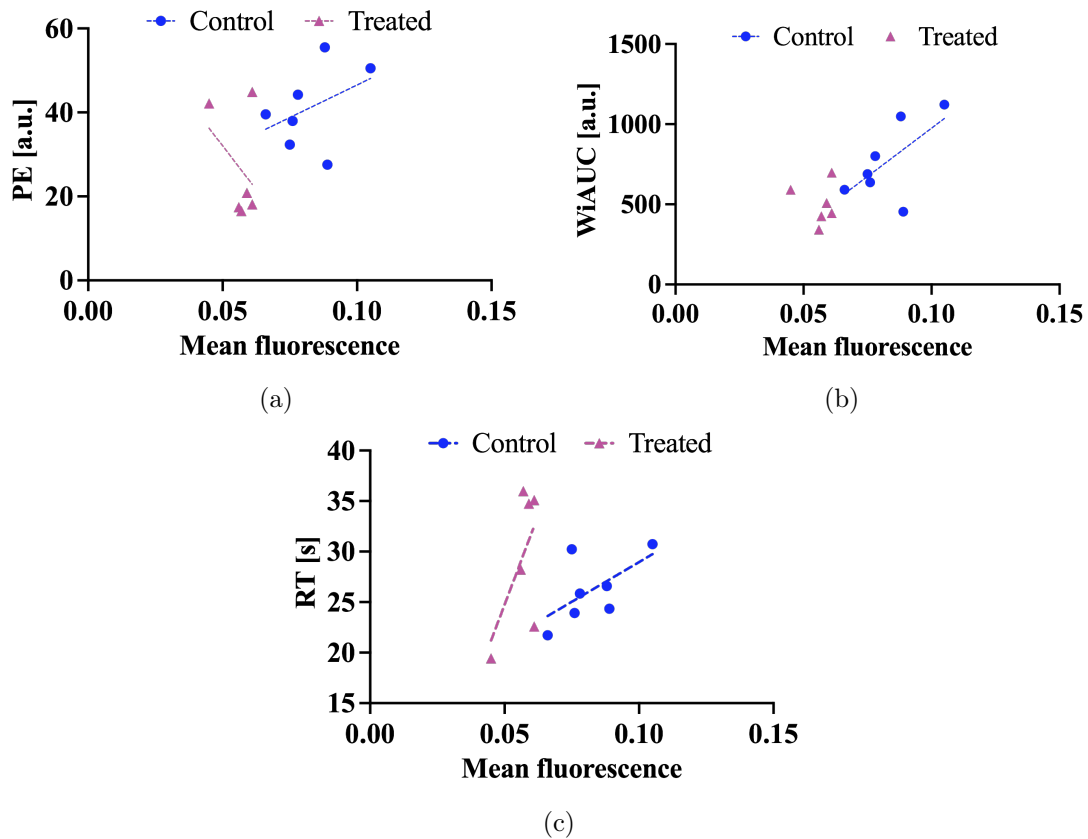 Control Treated
60
40
20
0
PE [a.u.]
0.00 0.05 0.10 0.15
Mean fluorescence
(a)
Control Treated
1500
1000
500
0
WiAUC [a.u.]
0.00 0.05 0.10 0.15
Mean fluorescence
(b)
Control Treated
40
35
30
25
20
15
RT [s]
0.00 0.05 0.10 0.15
Mean fluorescence
(c)